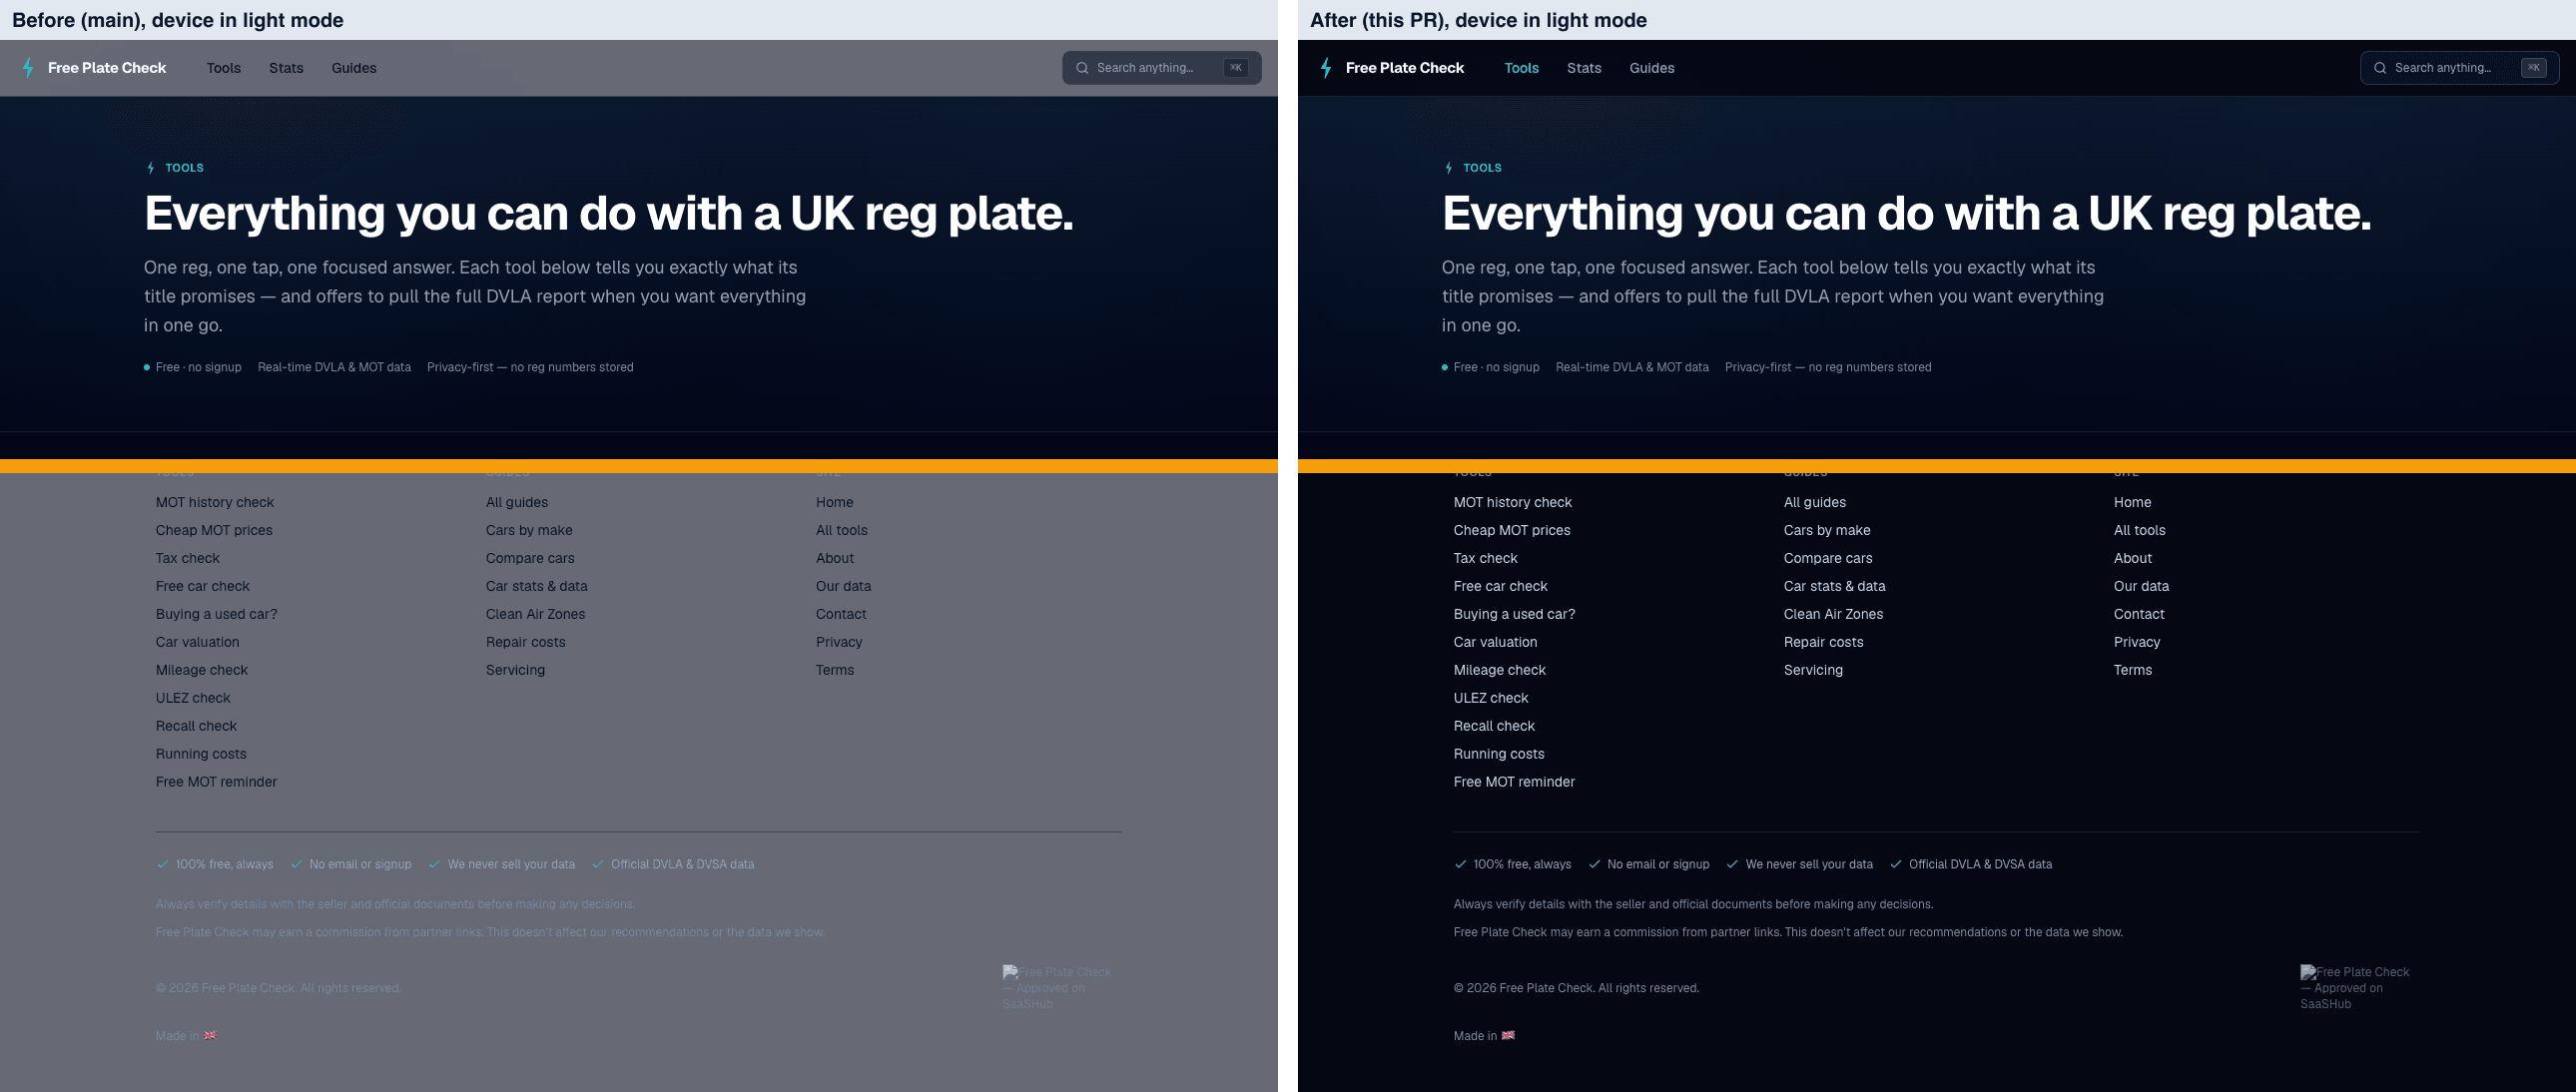 Before (main), device in light mode
Free Plate Check Tools Stats Guides Search anything... ⌘K
TOOLS
Everything you can do with a UK reg plate.
One reg, one tap, one focused answer. Each tool below tells you exactly what its
title promises — and offers to pull the full DVLA report when you want everything
in one go.
Free · no signup Real-time DVLA & MOT data Privacy-first — no reg numbers stored
TOOLS GUIDES SITE
MOT history check All guides Home
Cheap MOT prices Cars by make All tools
Tax check Compare cars About
Free car check Car stats & data Our data
Buying a used car? Clean Air Zones Contact
Car valuation Repair costs Privacy
Mileage check Servicing Terms
ULEZ check
Recall check
Running costs
Free MOT reminder
100% free, always No email or signup We never sell your data Official DVLA & DVSA data
Always verify details with the seller and official documents before making any decisions.
Free Plate Check may earn a commission from partner links. This doesn't affect our recommendations or the data we show.
Free Plate Check
— Approved on
SaaSHub
© 2026 Free Plate Check. All rights reserved.
Made in 🇬🇧
After (this PR), device in light mode
Free Plate Check Tools Stats Guides Search anything... ⌘K
TOOLS
Everything you can do with a UK reg plate.
One reg, one tap, one focused answer. Each tool below tells you exactly what its
title promises — and offers to pull the full DVLA report when you want everything
in one go.
Free · no signup Real-time DVLA & MOT data Privacy-first — no reg numbers stored
TOOLS GUIDES SITE
MOT history check All guides Home
Cheap MOT prices Cars by make All tools
Tax check Compare cars About
Free car check Car stats & data Our data
Buying a used car? Clean Air Zones Contact
Car valuation Repair costs Privacy
Mileage check Servicing Terms
ULEZ check
Recall check
Running costs
Free MOT reminder
100% free, always No email or signup We never sell your data Official DVLA & DVSA data
Always verify details with the seller and official documents before making any decisions.
Free Plate Check may earn a commission from partner links. This doesn't affect our recommendations or the data we show.
Free Plate Check
— Approved on
SaaSHub
© 2026 Free Plate Check. All rights reserved.
Made in 🇬🇧